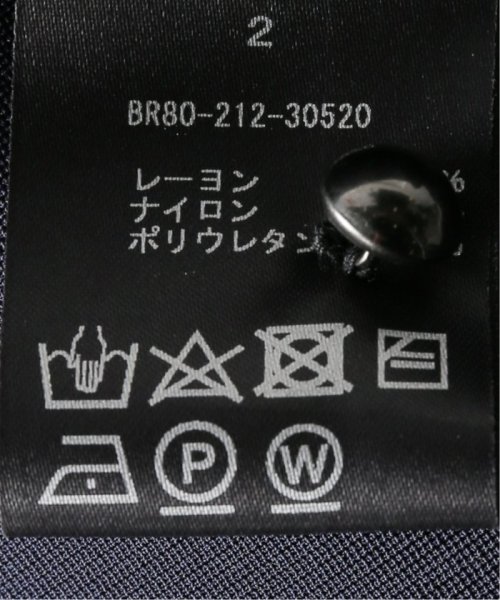 2
BR80-212-30520
レーヨン %
ナイロン
ポリウレタン
P W